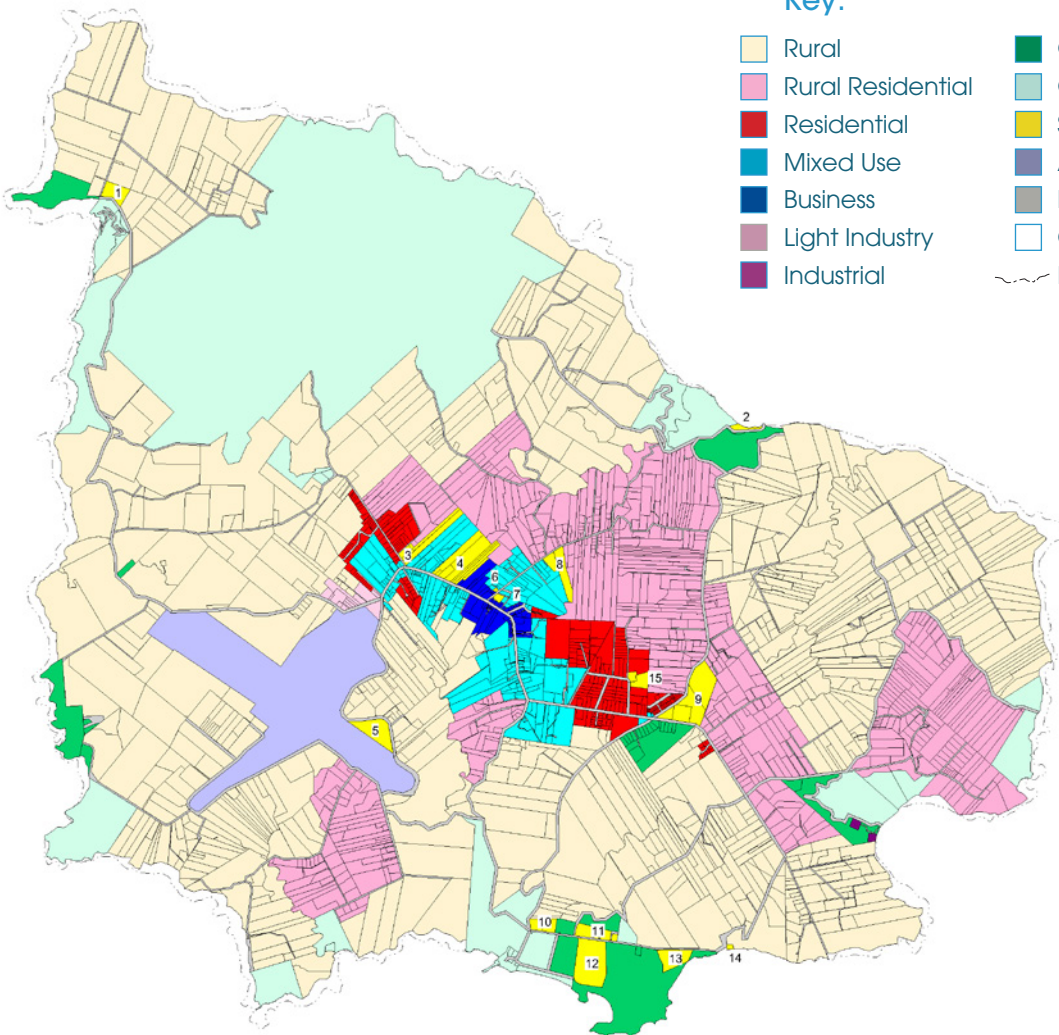 Key:
Rural
Rural Residential
Residential
Mixed Use
Business
Light Industry
Industrial
1
2
3
4
5
6
7
8
9
10
11
12
13
14
15